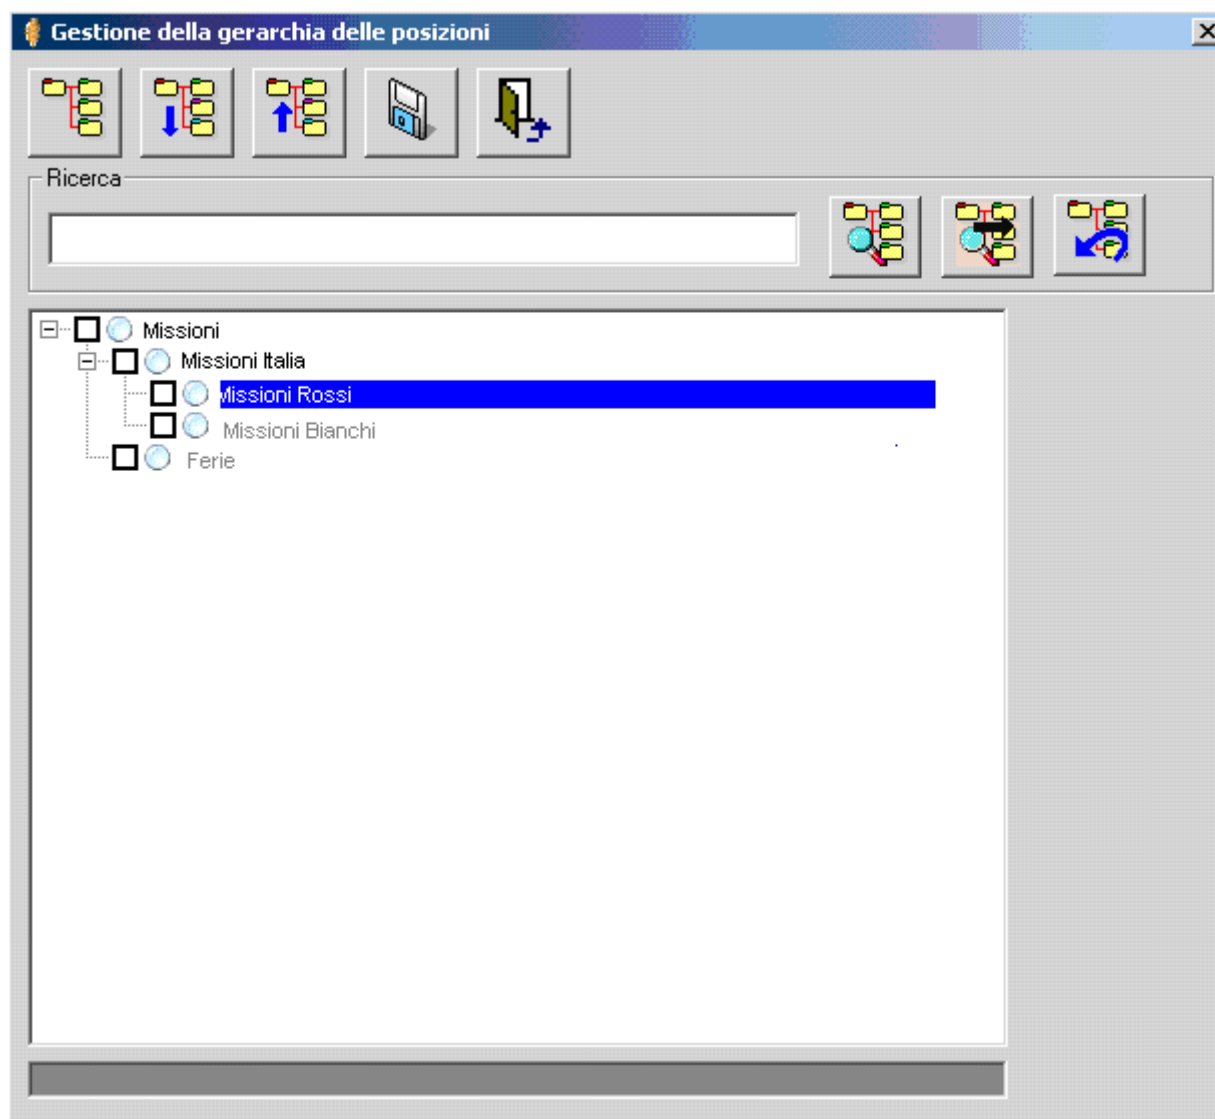 Gestione della gerarchia delle posizioni
Ricerca
Missioni
Missioni Italia
Missioni Rossi
Missioni Bianchi
Ferie